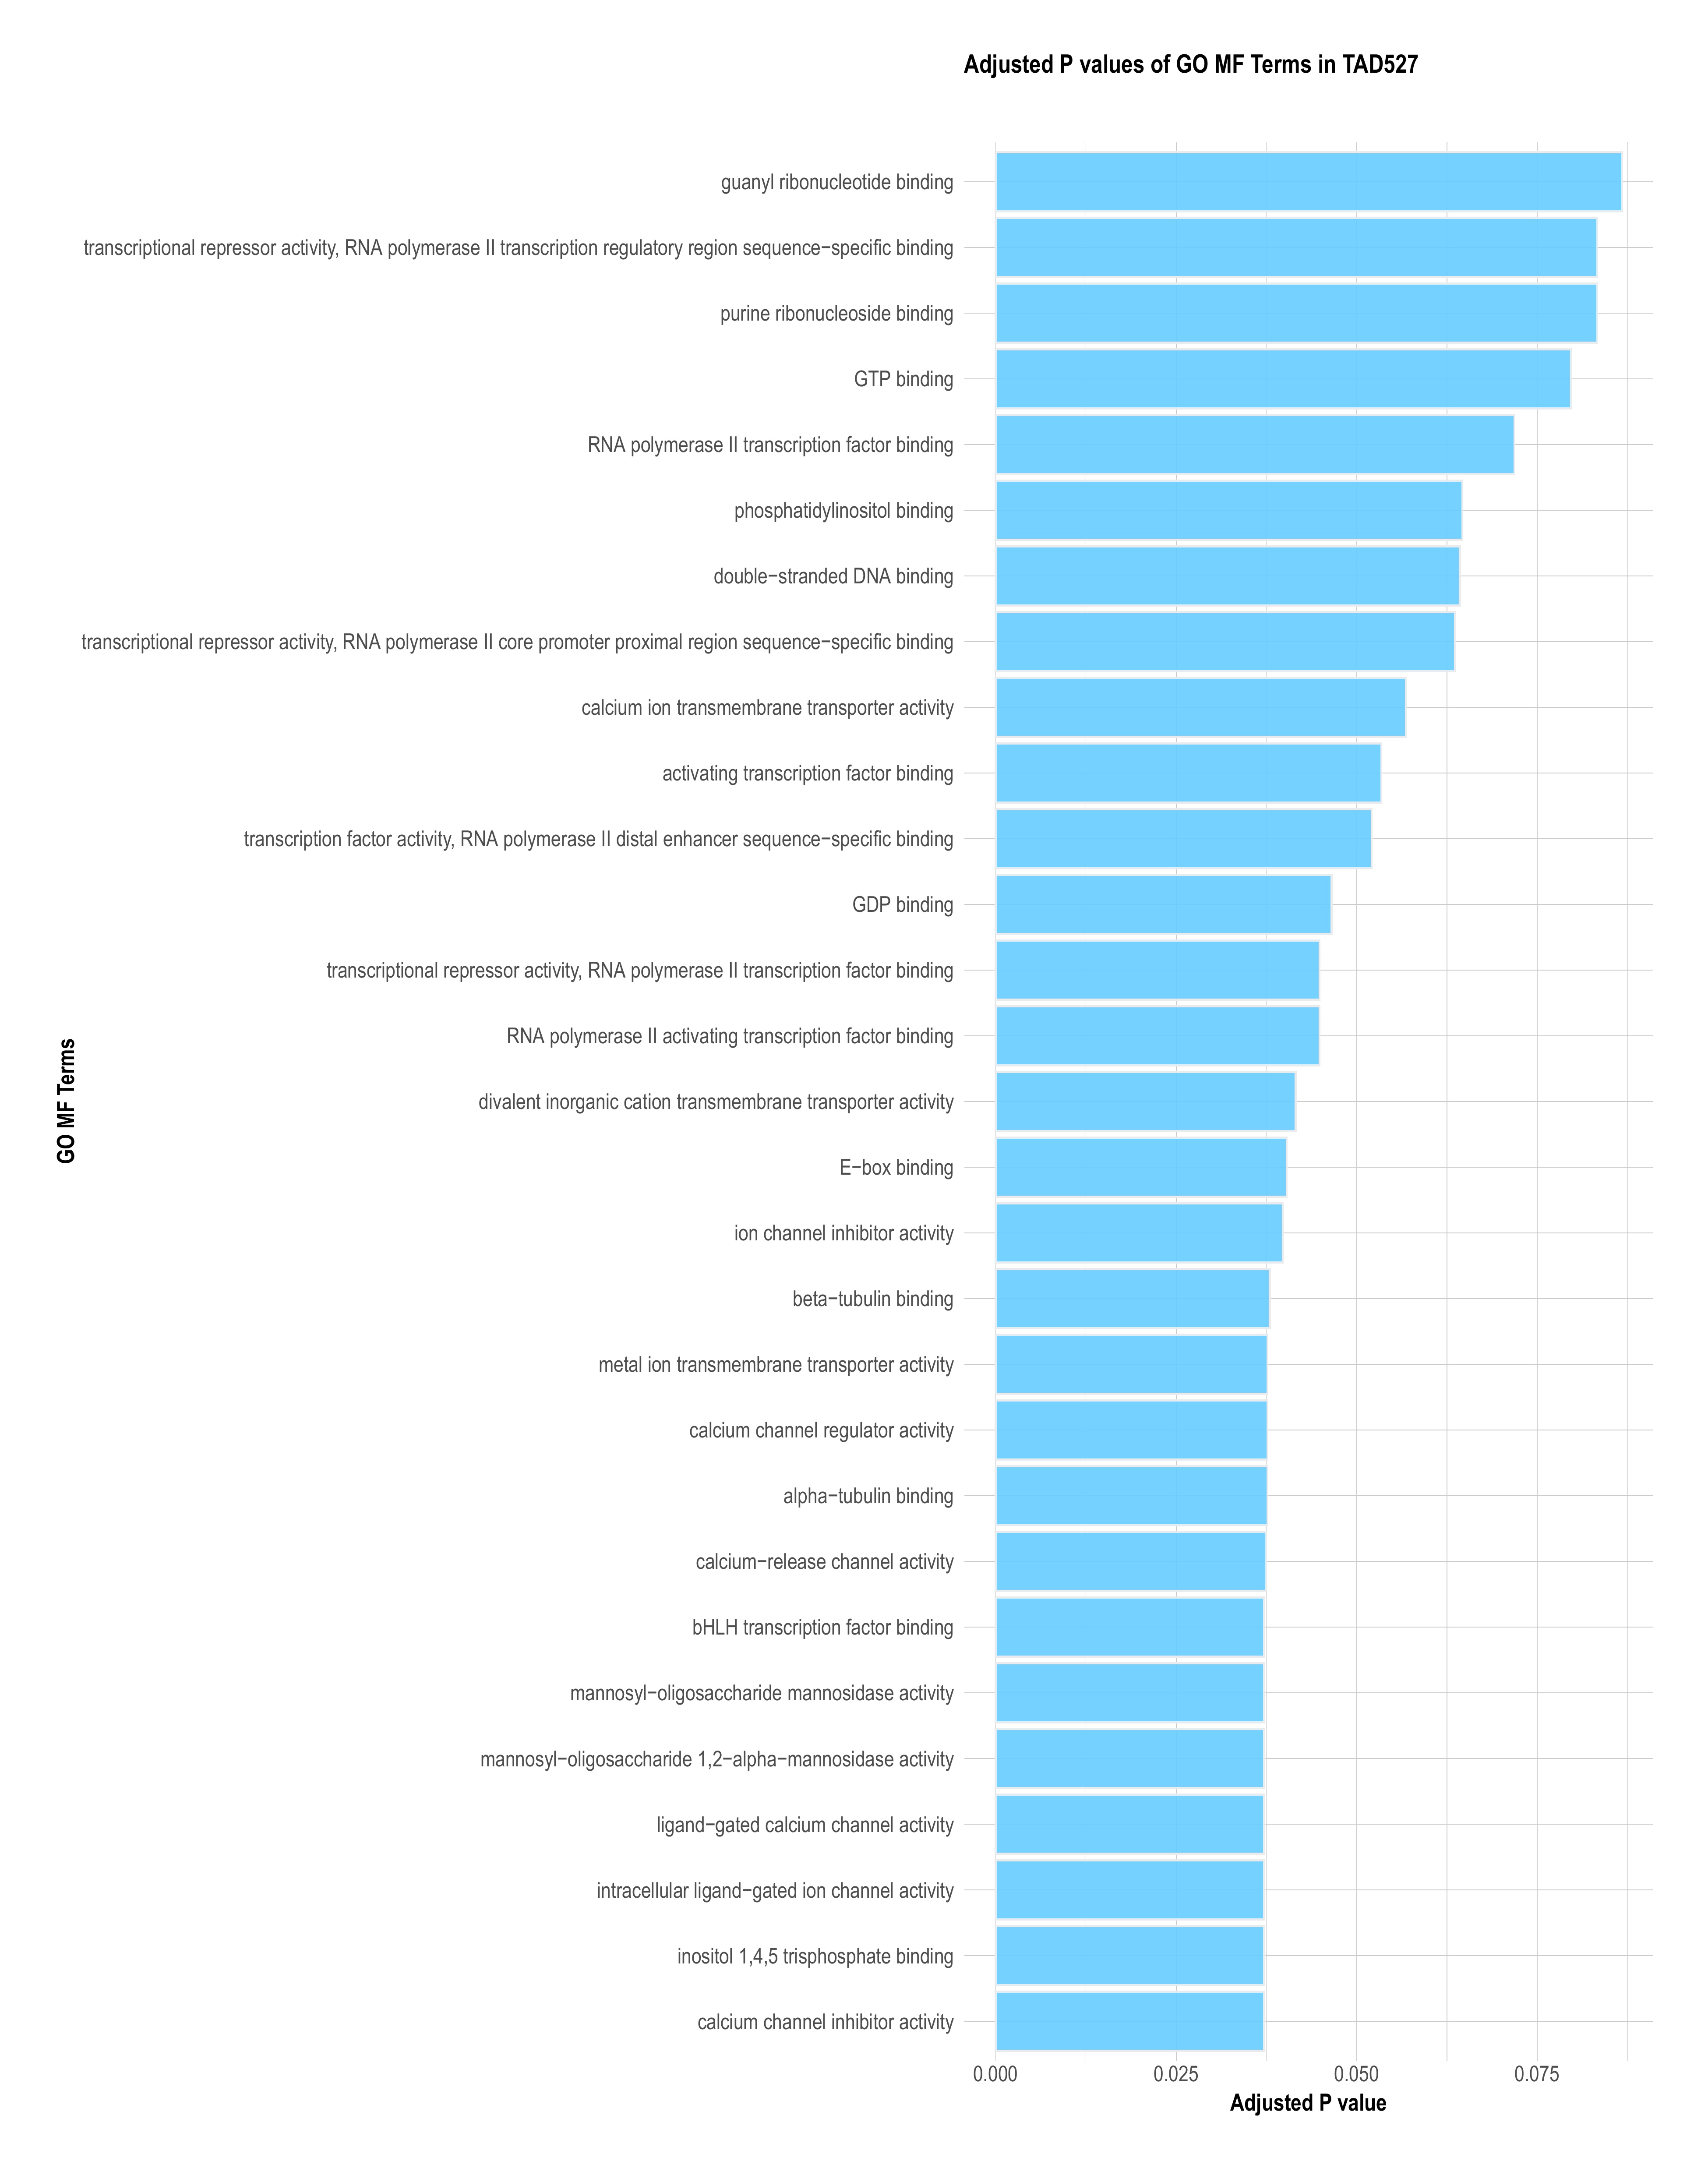 Adjusted P values of GO MF Terms in TAD527
guanyl ribonucleotide binding
transcriptional repressor activity, RNA polymerase II transcription regulatory region sequence−specific binding
purine ribonucleoside binding
GTP binding
RNA polymerase II transcription factor binding
phosphatidylinositol binding
double−stranded DNA binding
transcriptional repressor activity, RNA polymerase II core promoter proximal region sequence−specific binding
calcium ion transmembrane transporter activity
activating transcription factor binding
transcription factor activity, RNA polymerase II distal enhancer sequence−specific binding
GDP binding
transcriptional repressor activity, RNA polymerase II transcription factor binding
RNA polymerase II activating transcription factor binding
divalent inorganic cation transmembrane transporter activity
E−box binding
ion channel inhibitor activity
beta−tubulin binding
metal ion transmembrane transporter activity
calcium channel regulator activity
alpha−tubulin binding
calcium−release channel activity
bHLH transcription factor binding
mannosyl−oligosaccharide mannosidase activity
mannosyl−oligosaccharide 1,2−alpha−mannosidase activity
ligand−gated calcium channel activity
intracellular ligand−gated ion channel activity
inositol 1,4,5 trisphosphate binding
calcium channel inhibitor activity
GO MF Terms
0.000 0.025 0.050 0.075
Adjusted P value